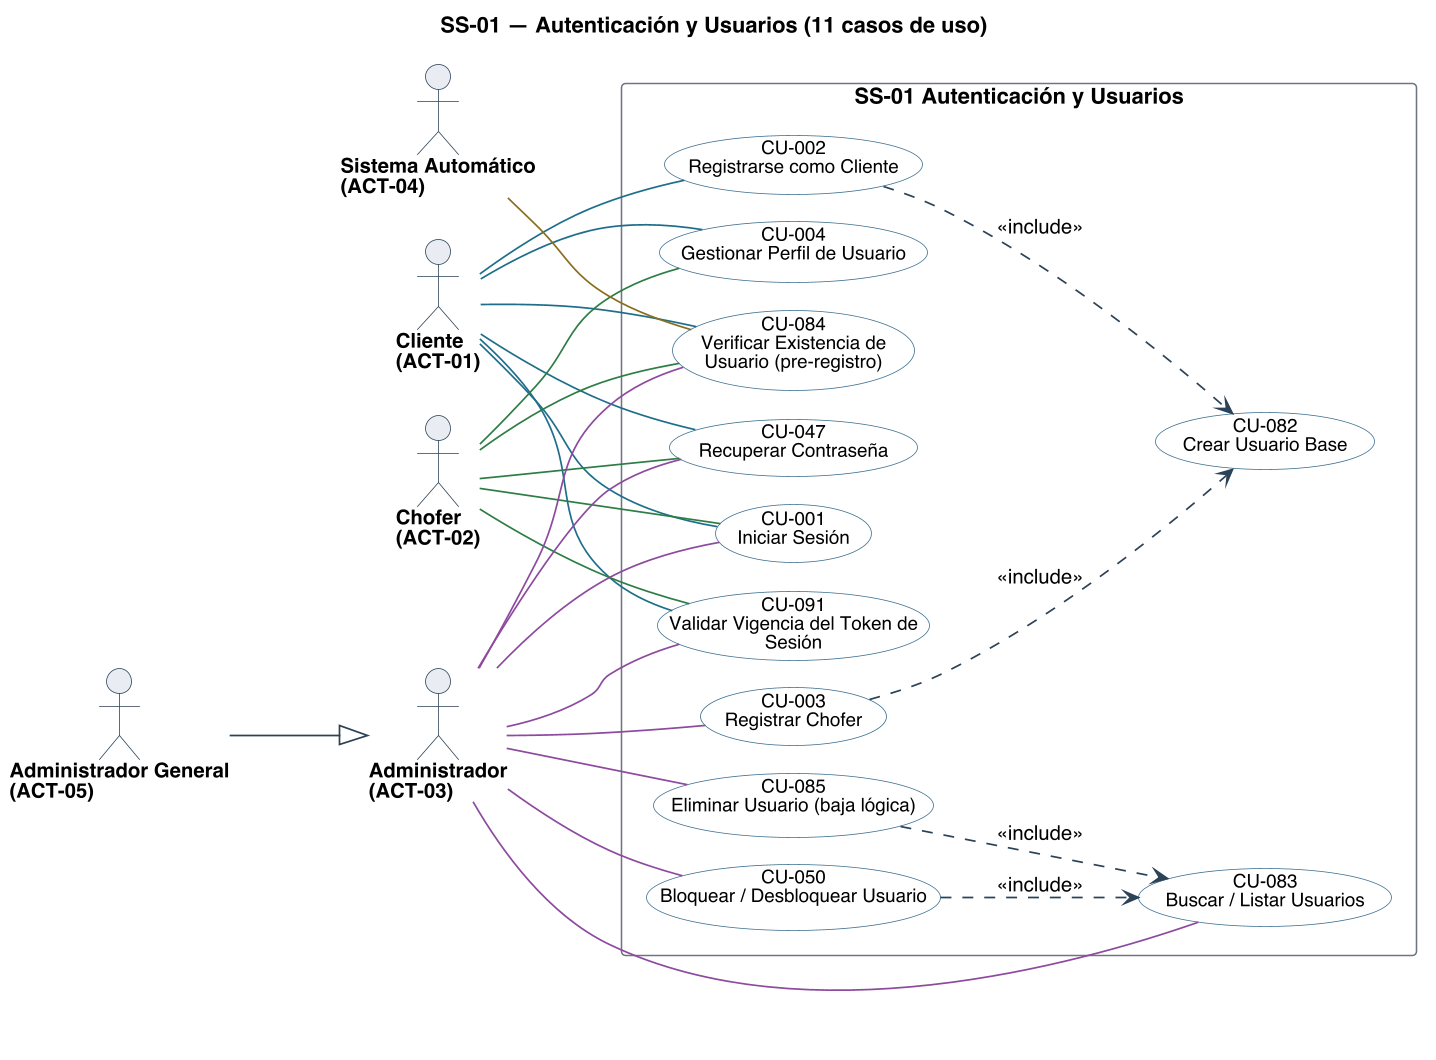 SS-01 — Autenticación y Usuarios (11 casos de uso)
SS-01 Autenticación y Usuarios
Sistema Automático
(ACT-04)
Cliente
(ACT-01)
Chofer
(ACT-02)
Administrador General
(ACT-05)
Administrador
(ACT-03)
CU-002
Registrarse como Cliente
CU-004
Gestionar Perfil de Usuario
CU-084
Verificar Existencia de
Usuario (pre-registro)
CU-047
Recuperar Contraseña
CU-001
Iniciar Sesión
CU-091
Validar Vigencia del Token de
Sesión
CU-003
Registrar Chofer
CU-085
Eliminar Usuario (baja lógica)
CU-050
Bloquear / Desbloquear Usuario
«include»
CU-082
Crear Usuario Base
«include»
«include»
«include»
CU-083
Buscar / Listar Usuarios